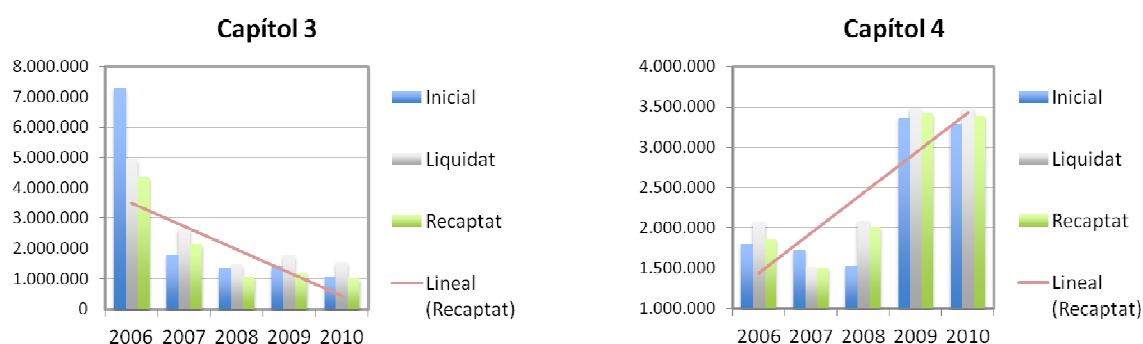 Capítol 3
8.000.000
7.000.000
6.000.000
5.000.000
4.000.000
3.000.000
2.000.000
1.000.000
0
2006 2007 2008 2009 2010
Inicial
Liquidat
Recaptat
Lineal
(Recaptat)
Capítol 4
4.000.000
3.500.000
3.000.000
2.500.000
2.000.000
1.500.000
1.000.000
2006 2007 2008 2009 2010
Inicial
Liquidat
Recaptat
Lineal
(Recaptat)